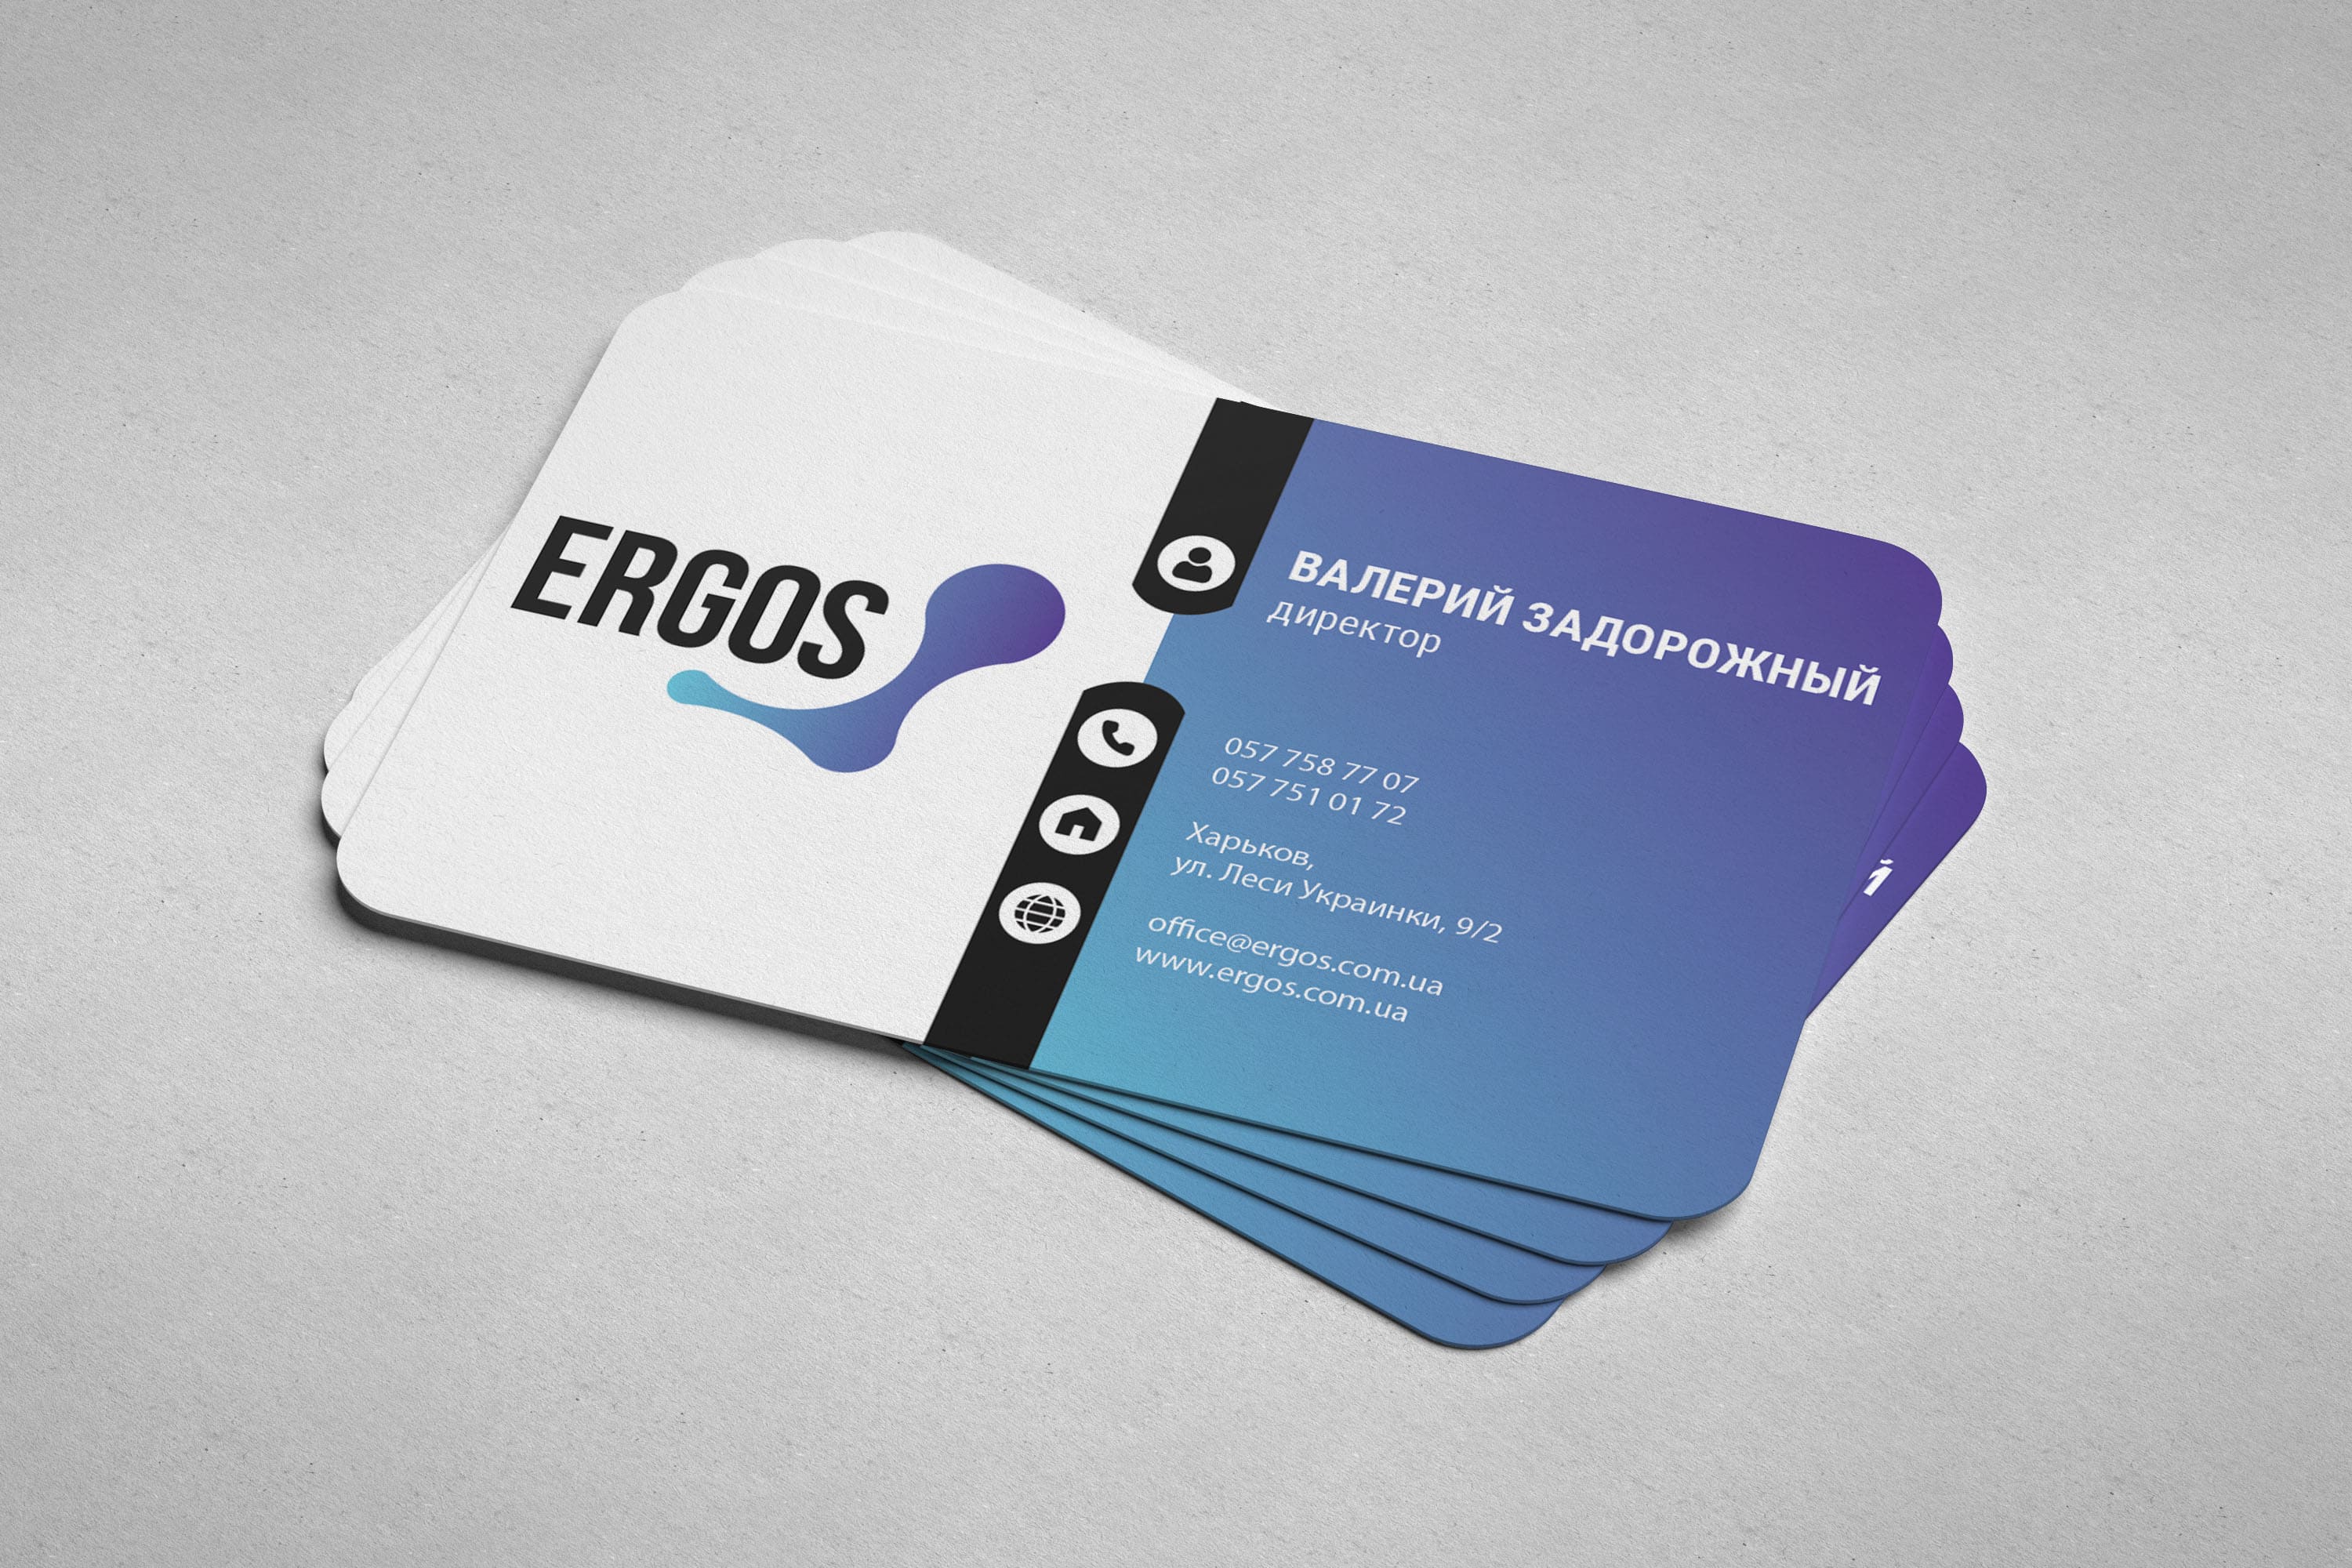 ERGOS
ВАЛЕРИЙ ЗАДОРОЖНЫЙ
директор
057 758 77 07
057 751 01 72
Харьков,
ул. Леси Украинки, 9/2
office@ergos.com.ua
www.ergos.com.ua
Й